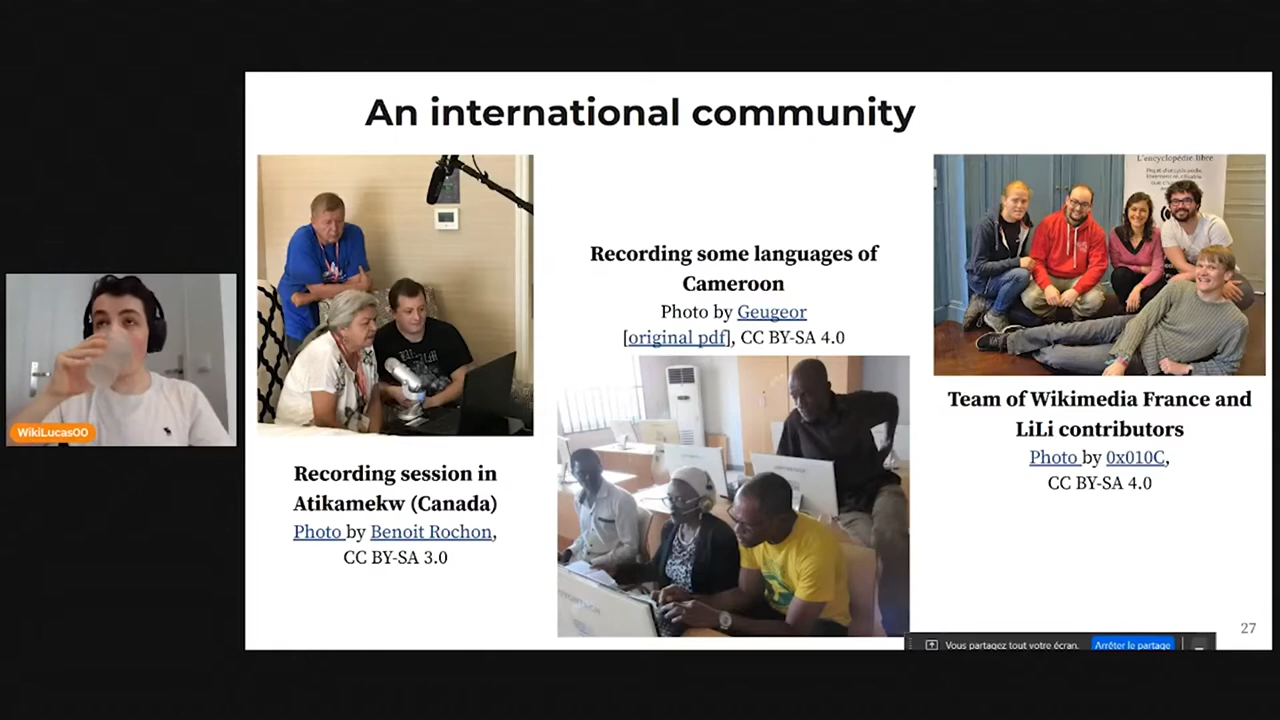 An international community
L'encyclopédie libre
Recording some languages of
Cameroon
Photo by Geugeor
[original pdf], CC BY-SA 4.0
Team of Wikimedia France and
LiLi contributors
Photo by 0x010C,
CC BY-SA 4.0
WikiLucas00
Recording session in
Atikamekw (Canada)
Photo by Benoit Rochon,
CC BY-SA 3.0
27
Vous partagez tout votre écran. Arrêter le partage